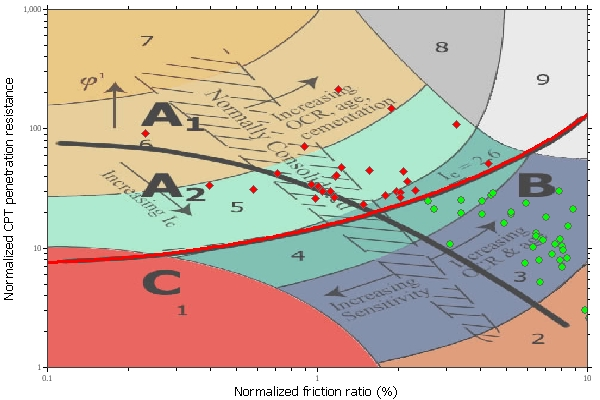 1,000
100
10
1
0.1
1
10
Normalized CPT penetration resistance
Normalized friction ratio (%)
7
8
9
φ'
A1
Increasing
OCR, age,
cementation
Normally Consolidated
6
A2
Increasing Ic
Ic = 2.6
B
5
4
Increasing
OCR & age
3
C
1
Increasing
Sensitivity
2